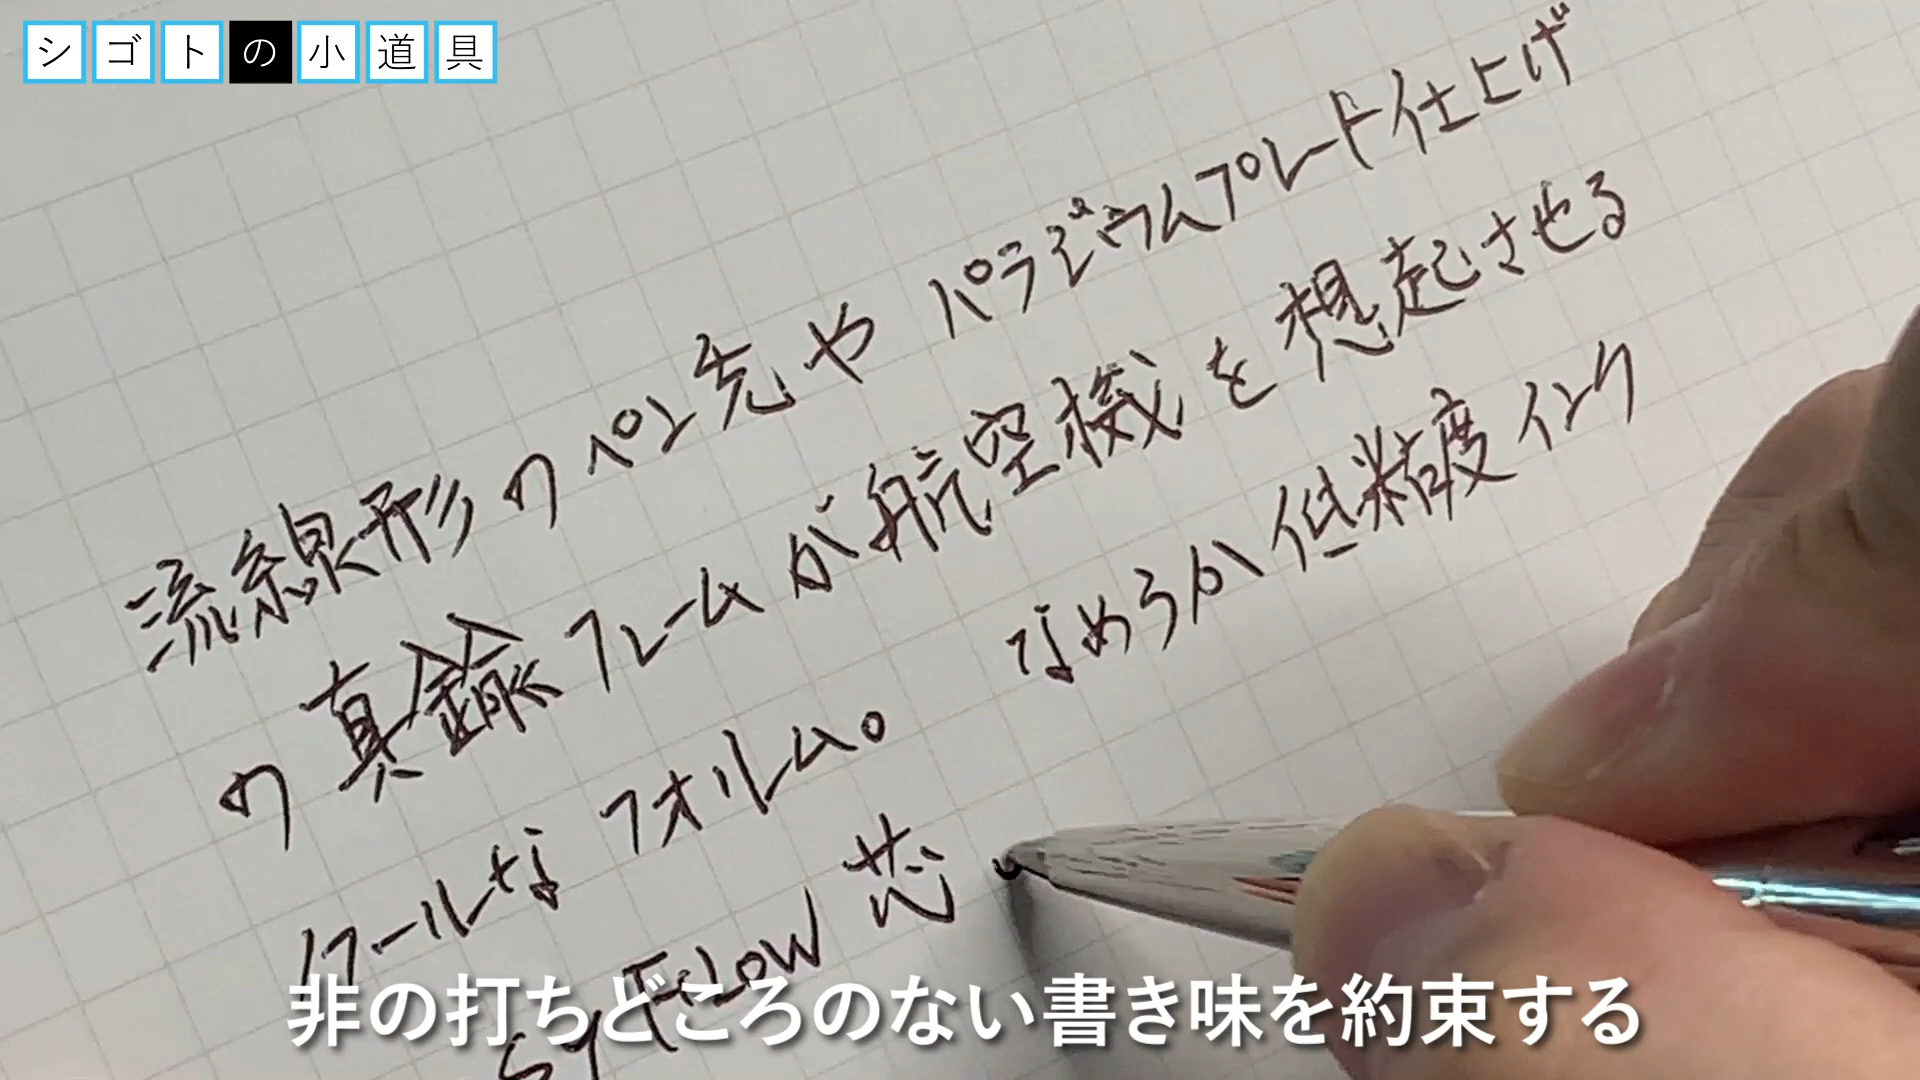 シゴトの小道具
流線形のペン先やパラジウムプレート仕上げ
の真鍮フレームが航空機を想起させる
クールなフォルム。なめらか低粘度インク
FLOW芯
非の打ちどころのない書き味を約束する